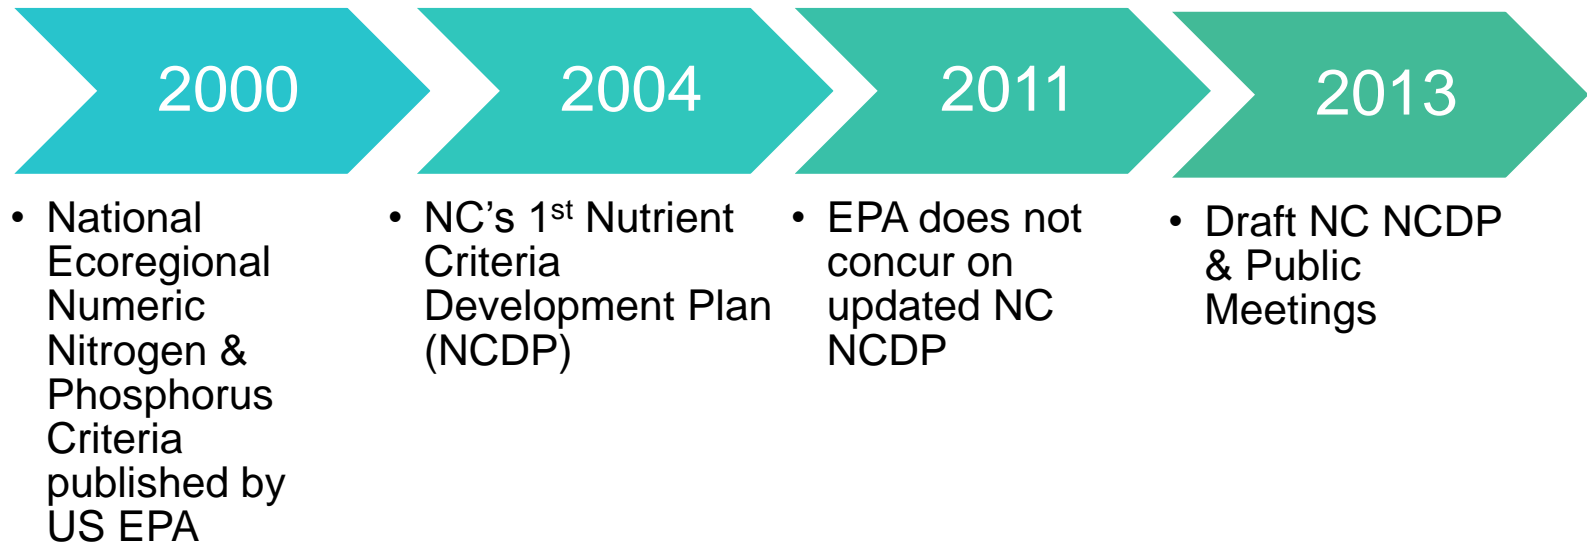 2000
• National
Ecoregional
Numeric
Nitrogen &
Phosphorus
Criteria
published by
US EPA
2004
• NC’s 1st Nutrient
Criteria
Development Plan
(NCDP)
2011
• EPA does not
concur on
updated NC
NCDP
2013
• Draft NC NCDP
& Public
Meetings